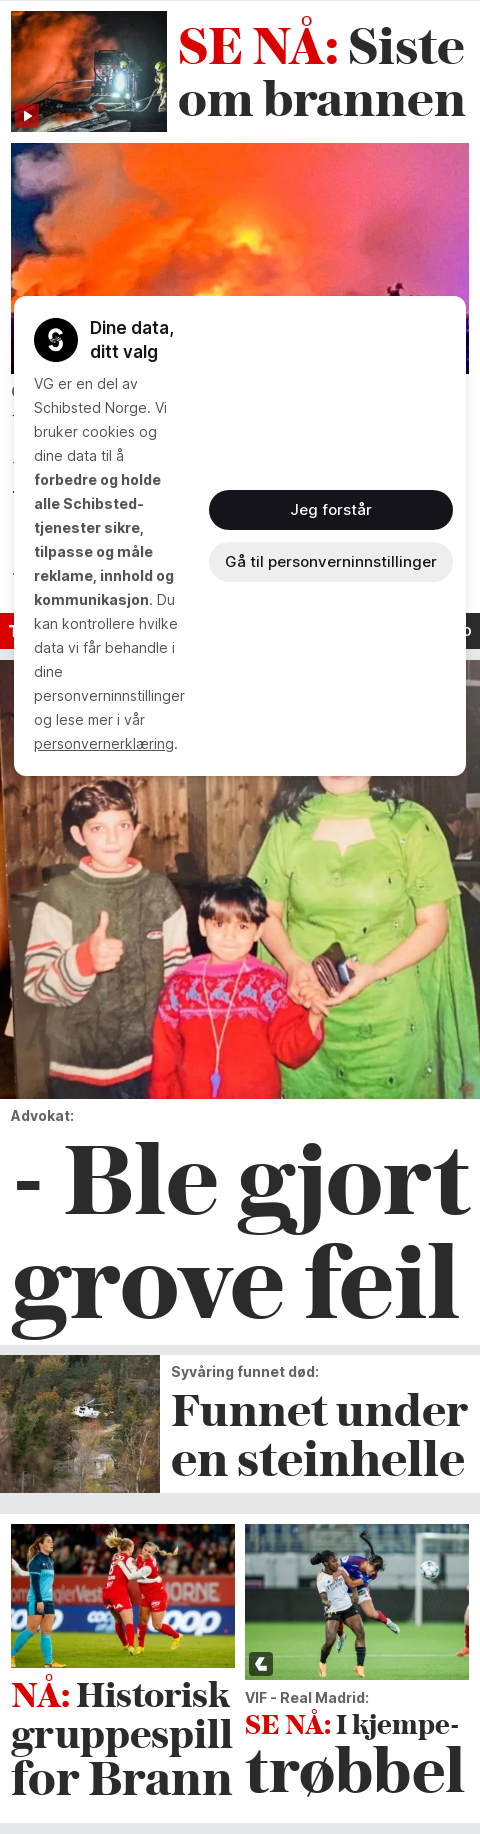 SE NÅ: Siste
om brannen
Dine data,
ditt valg
VG er en del av
Schibsted Norge. Vi
bruker cookies og
dine data til å
forbedre og holde
alle Schibsted-
tjenester sikre,
tilpasse og måle
reklame, innhold og
kommunikasjon. Du
kan kontrollere hvilke
data vi får behandle i
dine
personverninnstillinger
og lese mer i vår
personvernerklæring.
Jeg forstår
Gå til personverninnstillinger
Advokat:
- Ble gjort
grove feil
Syvåring funnet død:
Funnet under
en steinhelle
NÅ: Historisk
gruppespill
for Brann
VIF - Real Madrid:
SE NÅ: I kjempe-
trøbbel